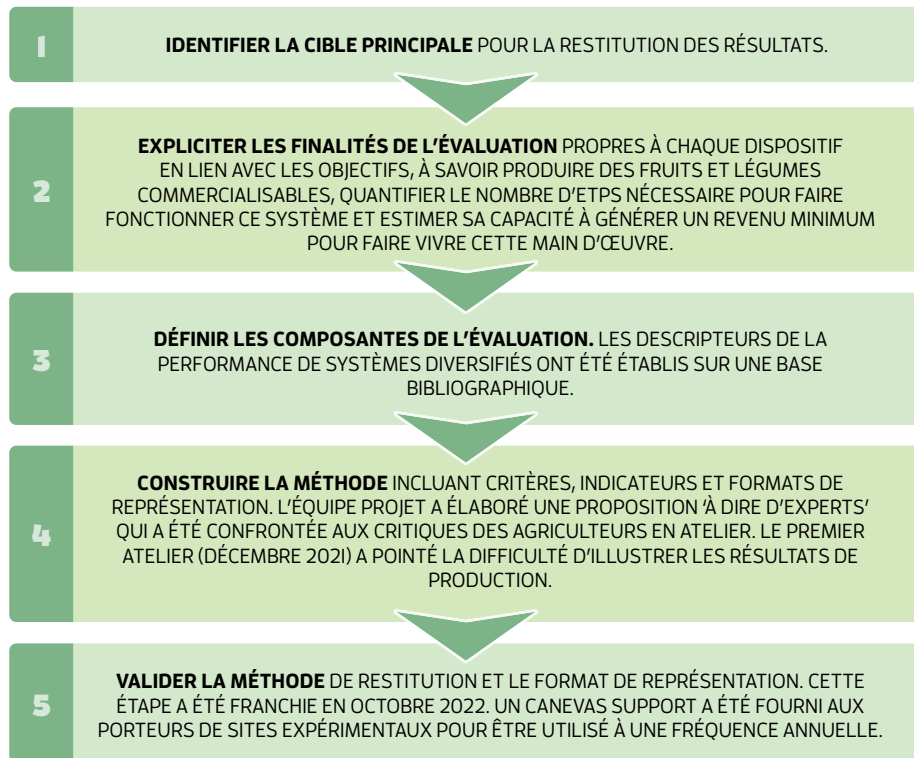 1
IDENTIFIER LA CIBLE PRINCIPALE POUR LA RESTITUTION DES RÉSULTATS.
2
EXPLICITER LES FINALITÉS DE L'ÉVALUATION PROPRES À CHAQUE DISPOSITIF
EN LIEN AVEC LES OBJECTIFS, À SAVOIR PRODUIRE DES FRUITS ET LÉGUMES
COMMERCIALISABLES, QUANTIFIER LE NOMBRE D'ETPS NÉCESSAIRE POUR FAIRE
FONCTIONNER CE SYSTÈME ET ESTIMER SA CAPACITÉ À GÉNÉRER UN REVENU MINIMUM
POUR FAIRE VIVRE CETTE MAIN D'ŒUVRE.
3
DÉFINIR LES COMPOSANTES DE L'ÉVALUATION. LES DESCRIPTEURS DE LA
PERFORMANCE DE SYSTÈMES DIVERSIFIÉS ONT ÉTÉ ÉTABLIS SUR UNE BASE
BIBLIOGRAPHIQUE.
4
CONSTRUIRE LA MÉTHODE INCLUANT CRITÈRES, INDICATEURS ET FORMATS DE
REPRÉSENTATION. L'ÉQUIPE PROJET A ÉLABORÉ UNE PROPOSITION 'À DIRE D'EXPERTS'
QUI A ÉTÉ CONFRONTÉE AUX CRITIQUES DES AGRICULTEURS EN ATELIER. LE PREMIER
ATELIER (DÉCEMBRE 2021) A POINTÉ LA DIFFICULTÉ D'ILLUSTRER LES RÉSULTATS DE
PRODUCTION.
5
VALIDER LA MÉTHODE DE RESTITUTION ET LE FORMAT DE REPRÉSENTATION. CETTE
ÉTAPE A ÉTÉ FRANCHIE EN OCTOBRE 2022. UN CANEVAS SUPPORT A ÉTÉ FOURNI AUX
PORTEURS DE SITES EXPÉRIMENTAUX POUR ÊTRE UTILISÉ À UNE FRÉQUENCE ANNUELLE.